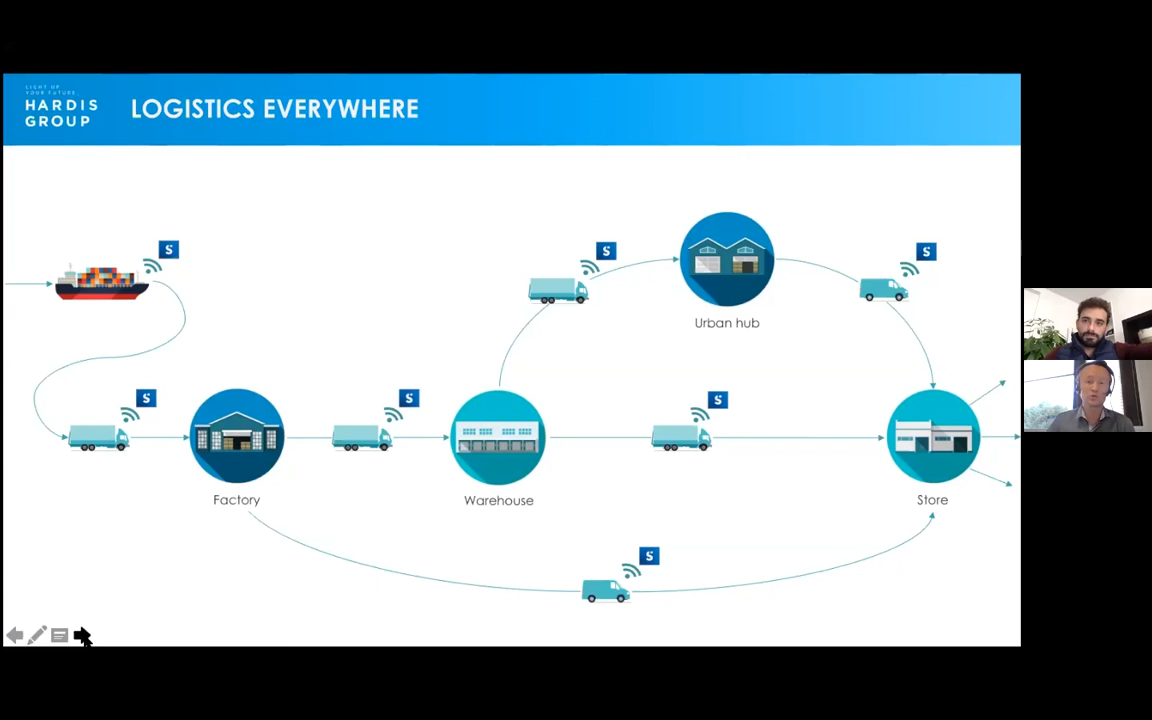 LIGHT UP
YOUR FUTURE
HARDIS
GROUP
LOGISTICS EVERYWHERE
S
S
S
Urban hub
S
S
S
Factory
Warehouse
Store
S